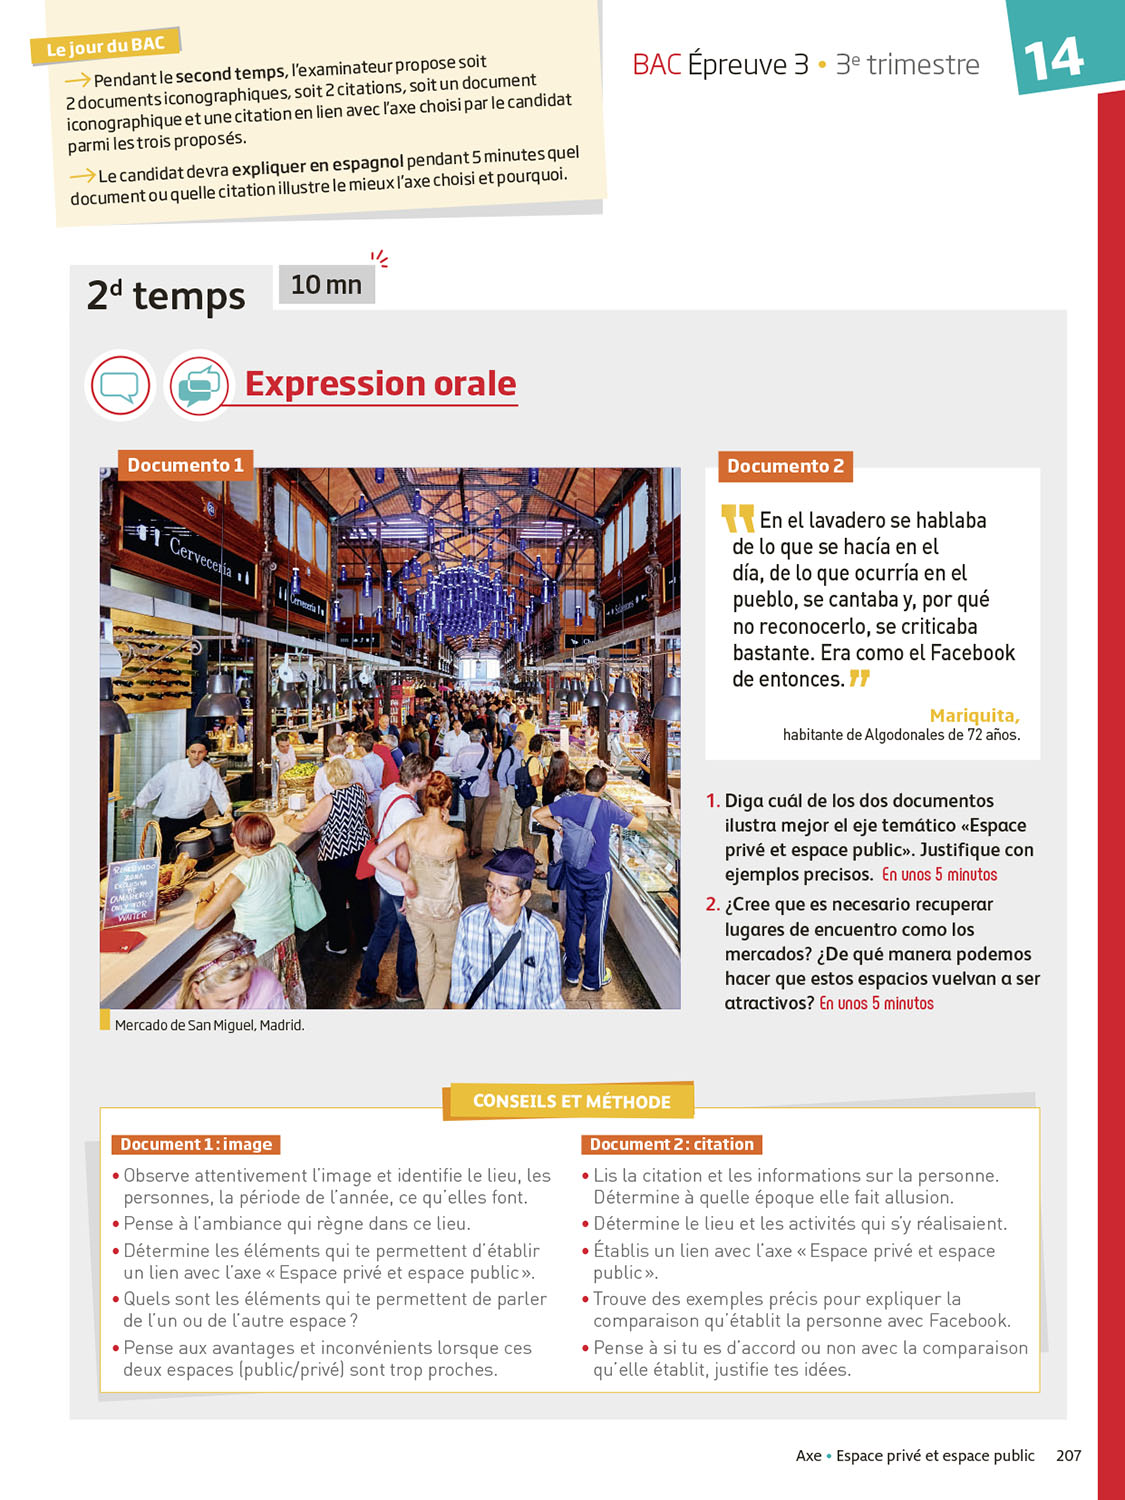 Le jour du BAC
Pendant le second temps, l'examinateur propose soit
2 documents iconographiques, soit 2 citations, soit un document
iconographique et une citation en lien avec l'axe choisi par le candidat
parmi les trois proposés.
Le candidat devra expliquer en espagnol pendant 5 minutes quel
document ou quelle citation illustre le mieux l'axe choisi et pourquoi.
BAC Épreuve 3 • 3e trimestre
14
2d temps
10 mn
Expression orale
Documento 1
Cervecería
Cervecería
RESERVADO
ZONA
EXCLUSIVA
DE
CAMAREROS
ONLY FOR
WAITER
Mercado de San Miguel, Madrid.
Documento 2
" En el lavadero se hablaba
de lo que se hacía en el
día, de lo que ocurría en el
pueblo, se cantaba y, por qué
no reconocerlo, se criticaba
bastante. Era como el Facebook
de entonces. "
Mariquita,
habitante de Algodonales de 72 años.
1. Diga cuál de los dos documentos
ilustra mejor el eje temático «Espace
privé et espace public». Justifique con
ejemplos precisos. En unos 5 minutos
2. ¿Cree que es necesario recuperar
lugares de encuentro como los
mercados? ¿De qué manera podemos
hacer que estos espacios vuelvan a ser
atractivos? En unos 5 minutos
CONSEILS ET MÉTHODE
Document 1 : image
• Observe attentivement l'image et identifie le lieu, les
personnes, la période de l'année, ce qu'elles font.
• Pense à l'ambiance qui règne dans ce lieu.
• Détermine les éléments qui te permettent d'établir
un lien avec l'axe « Espace privé et espace public ».
• Quels sont les éléments qui te permettent de parler
de l'un ou de l'autre espace ?
• Pense aux avantages et inconvénients lorsque ces
deux espaces (public/privé) sont trop proches.
Document 2 : citation
• Lis la citation et les informations sur la personne.
Détermine à quelle époque elle fait allusion.
• Détermine le lieu et les activités qui s'y réalisaient.
• Établis un lien avec l'axe « Espace privé et espace
public ».
• Trouve des exemples précis pour expliquer la
comparaison qu'établit la personne avec Facebook.
• Pense à si tu es d'accord ou non avec la comparaison
qu'elle établit, justifie tes idées.
Axe • Espace privé et espace public 207